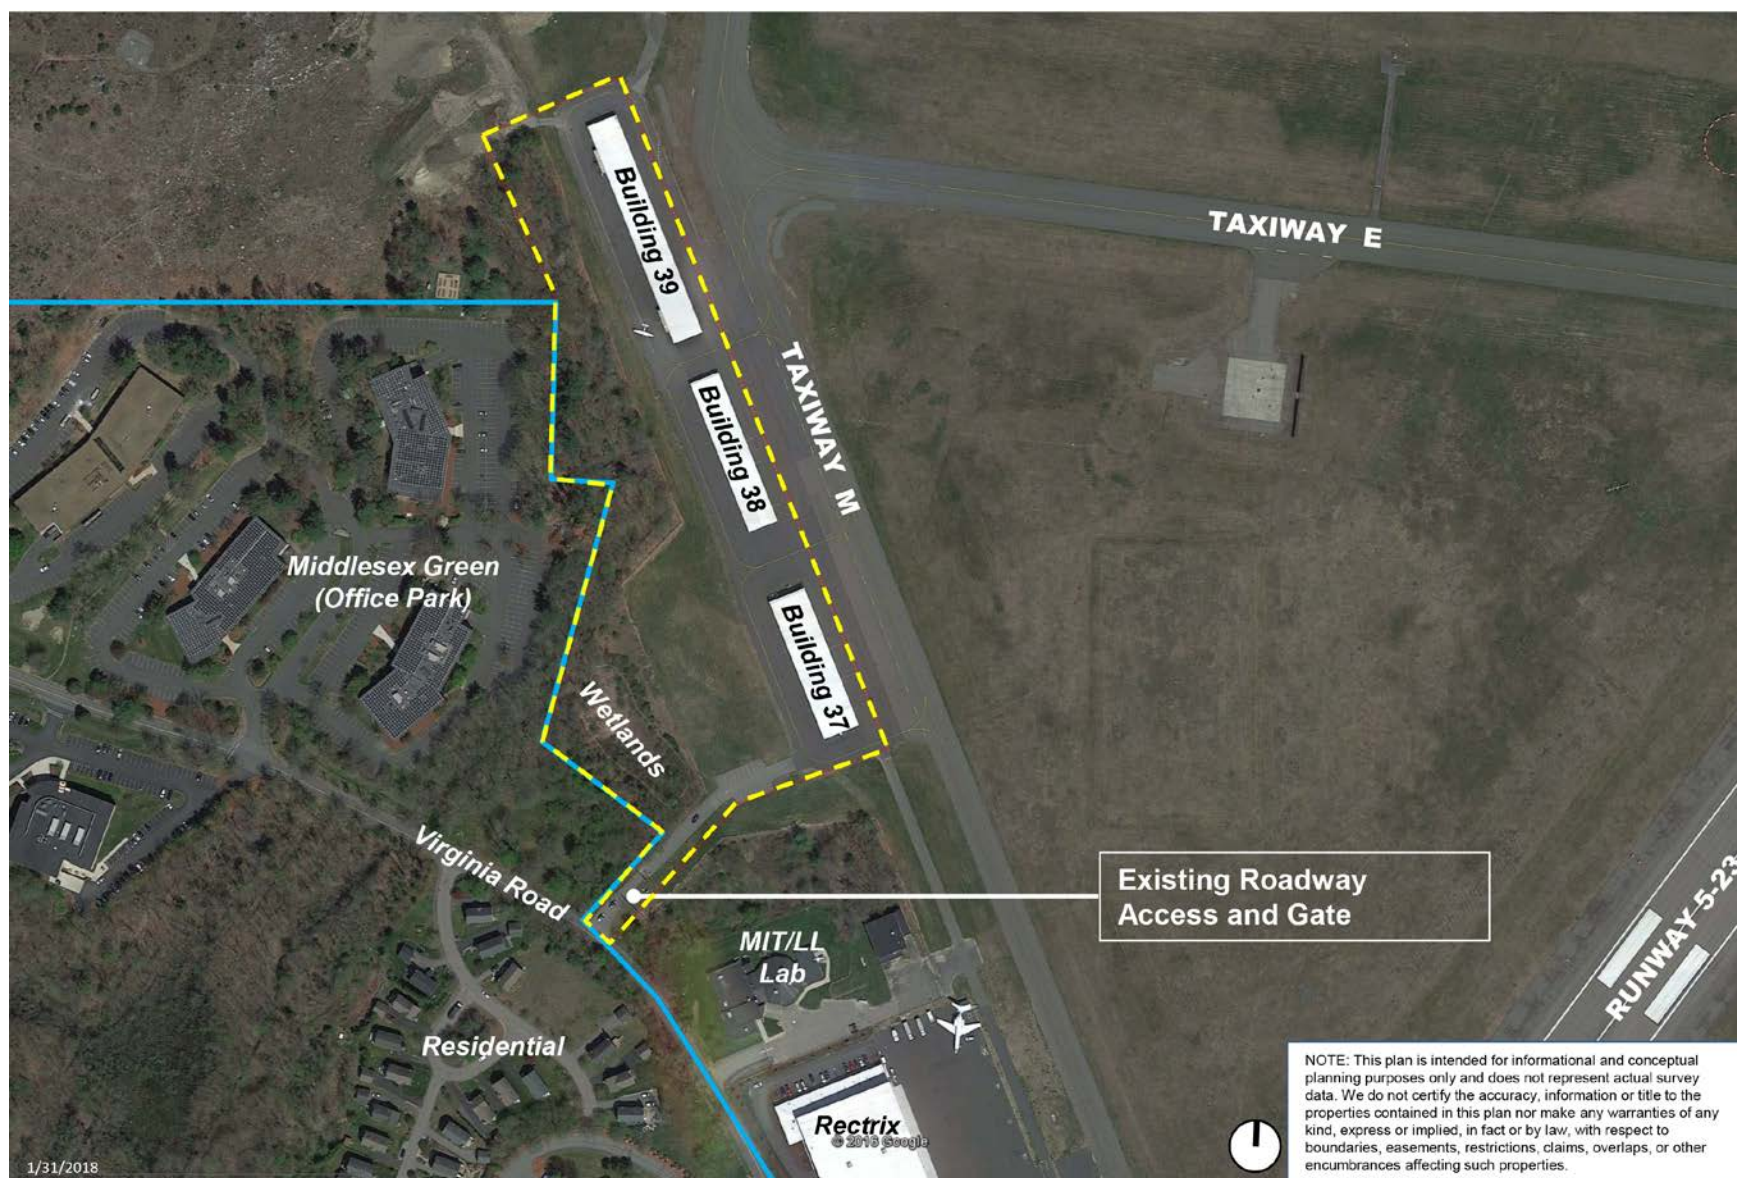 TAXIWAY E
Building 39
TAXIWAY M
Building 38
Middlesex Green
(Office Park)
Building 37
Wetlands
Virginia Road
Existing Roadway
Access and Gate
RUNWAY 5-23
MIT/LL
Lab
Residential
Rectrix
© 2016 Google
NOTE: This plan is intended for informational and conceptual
planning purposes only and does not represent actual survey
data. We do not certify the accuracy, information or title to the
properties contained in this plan nor make any warranties of any
kind, express or implied, in fact or by law, with respect to
boundaries, easements, restrictions, claims, overlaps, or other
encumbrances affecting such properties.
1/31/2018